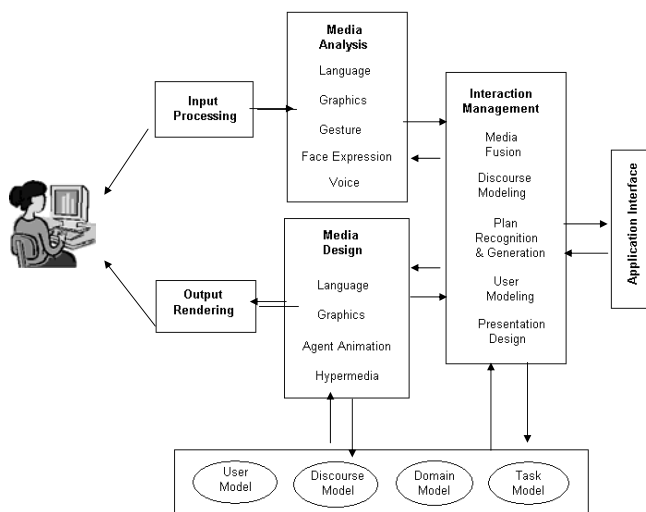 Media
Analysis
Language
Graphics
Gesture
Face Expression
Voice
Input
Processing
Interaction
Management
Media
Fusion
Discourse
Modeling
Plan
Recognition
& Generation
User
Modeling
Presentation
Design
Application Interface
Media
Design
Language
Graphics
Agent Animation
Hypermedia
Output
Rendering
User
Model
Discourse
Model
Domain
Model
Task
Model